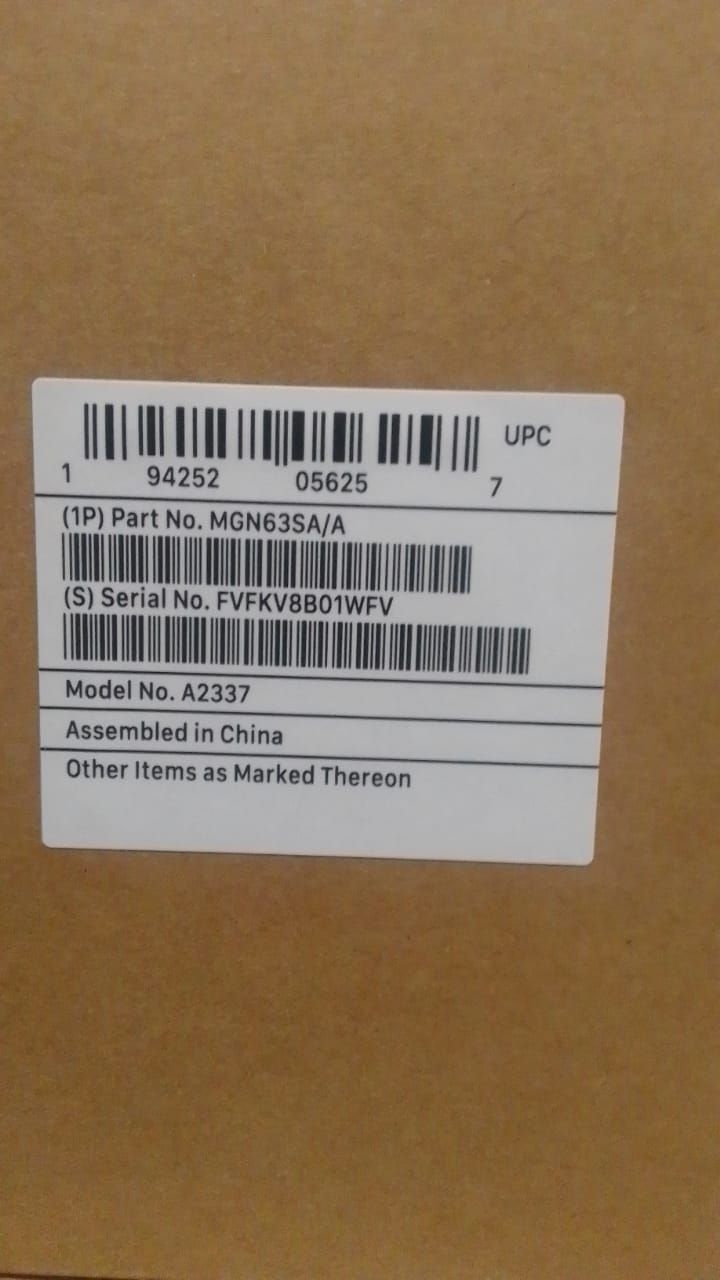 UPC
1 94252 05625 7
(1P) Part No. MGN63SA/A
(S) Serial No. FVFKV8B01WFV
Model No. A2337
Assembled in China
Other Items as Marked Thereon